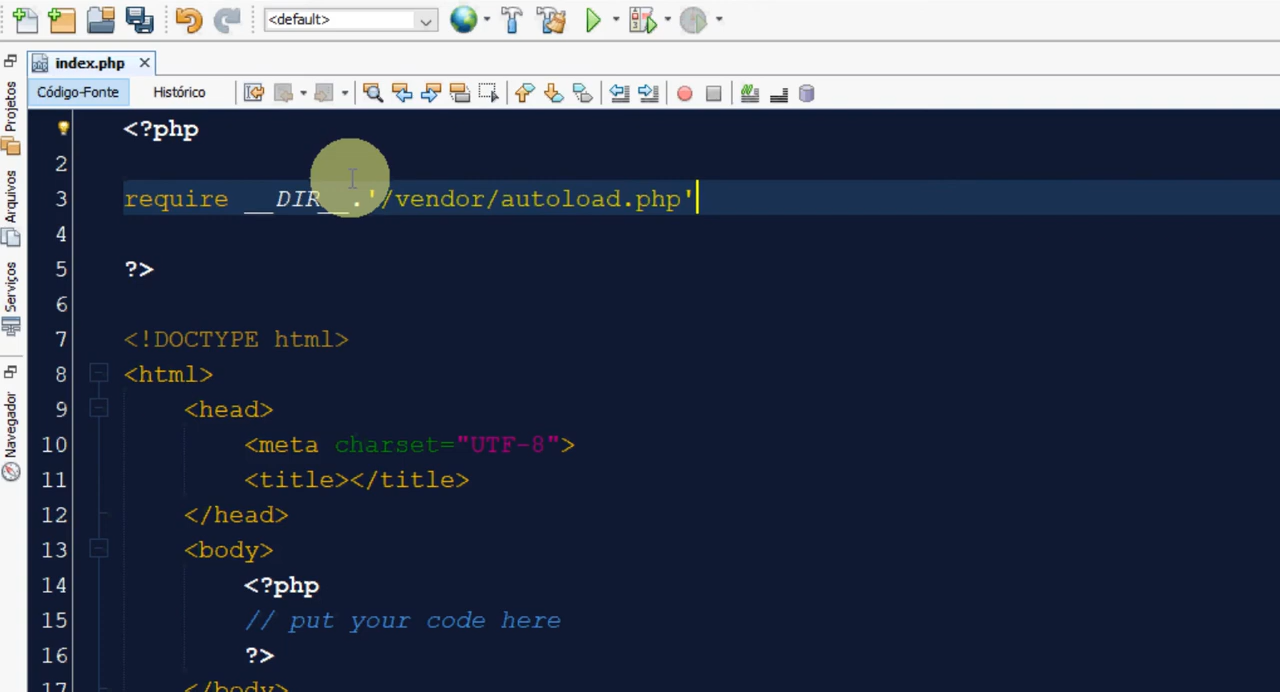 <default>
index.php
Código-Fonte Histórico
Projetos
Arquivos
Serviços
Navegador
<?php
2
3 require __DIR__.'/vendor/autoload.php'
4
5 ?>
6
7 <!DOCTYPE html>
8 <html>
9 <head>
10 <meta charset="UTF-8">
11 <title></title>
12 </head>
13 <body>
14 <?php
15 // put your code here
16 ?>
17 </body>